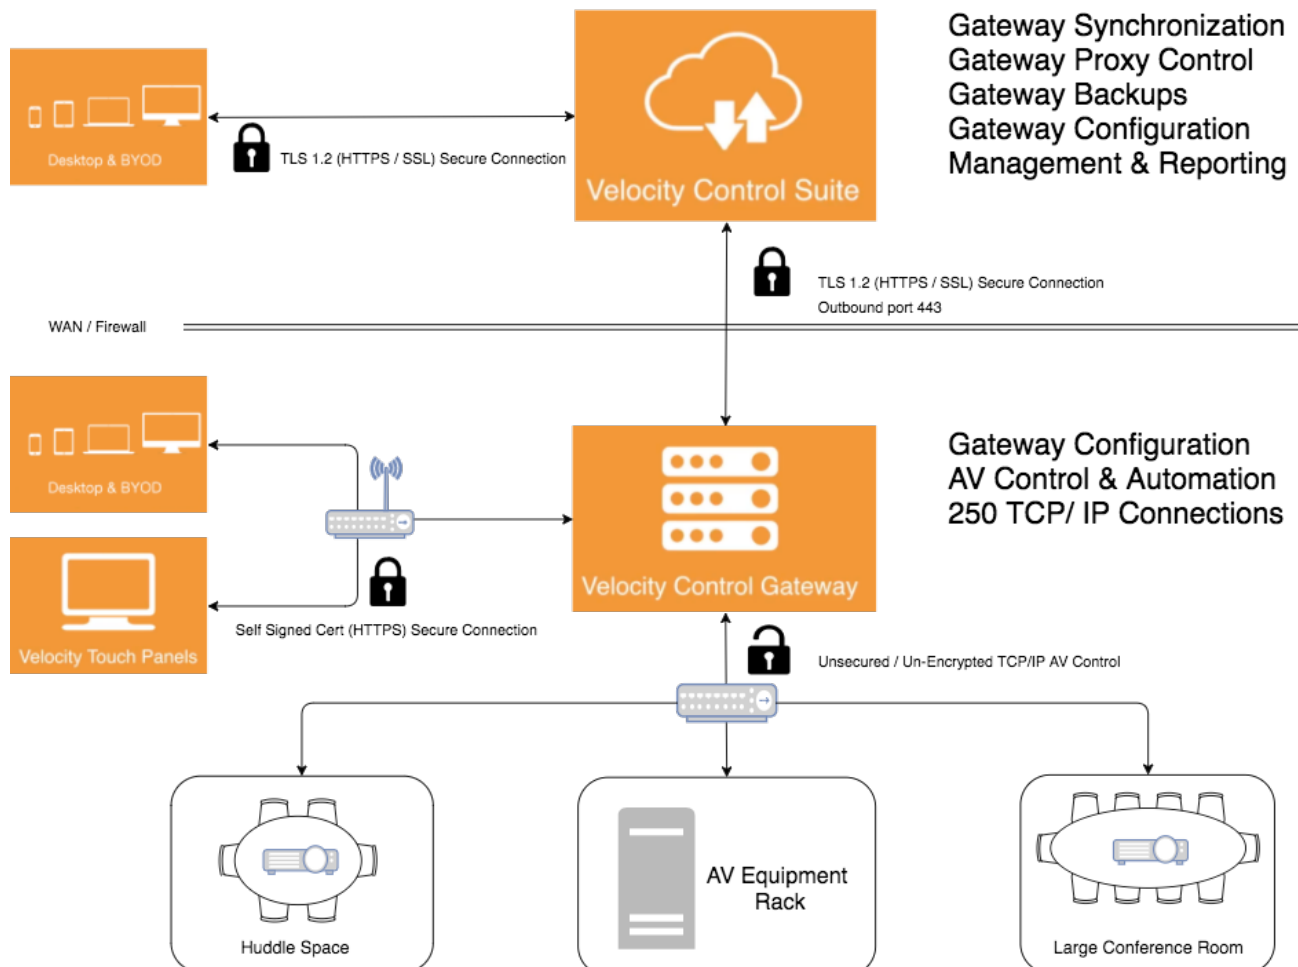 Gateway Synchronization
Gateway Proxy Control
Gateway Backups
Gateway Configuration
Management & Reporting
Desktop & BYOD
TLS 1.2 (HTTPS / SSL) Secure Connection
Velocity Control Suite
TLS 1.2 (HTTPS / SSL) Secure Connection
Outbound port 443
WAN / Firewall
Desktop & BYOD
Gateway Configuration
AV Control & Automation
250 TCP/ IP Connections
Velocity Control Gateway
Velocity Touch Panels
Self Signed Cert (HTTPS) Secure Connection
Unsecured / Un-Encrypted TCP/IP AV Control
Huddle Space
AV Equipment
Rack
Large Conference Room